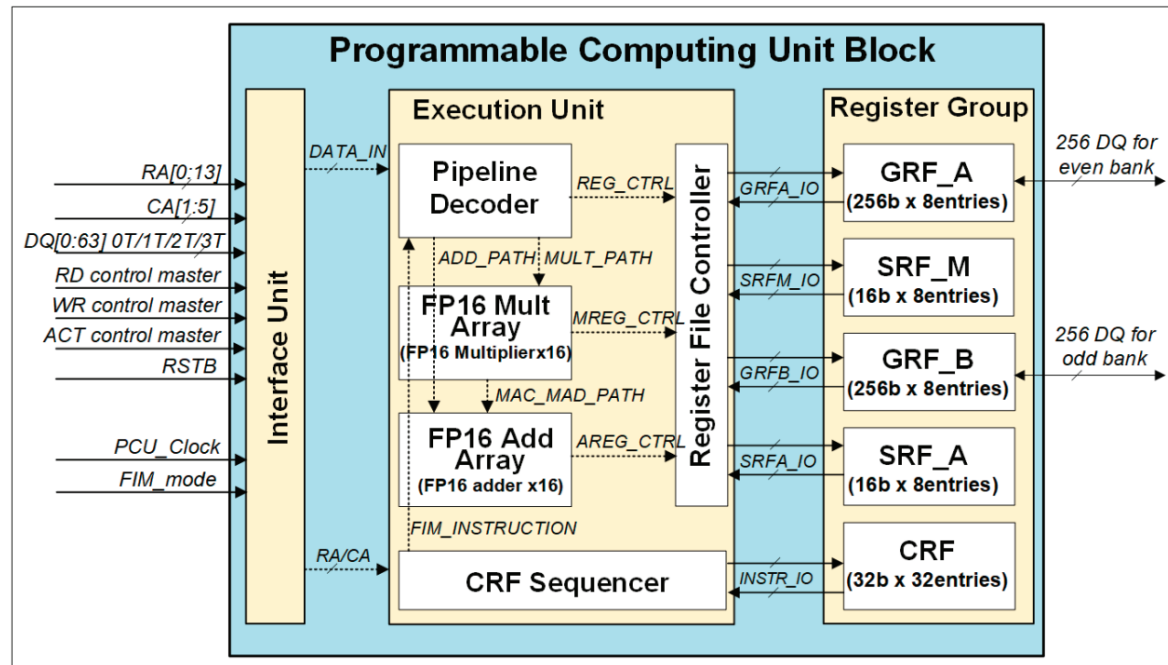 Programmable Computing Unit Block
RA[0:13]
CA[1:5]
DQ[0:63] 0T/1T/2T/3T
RD control master
WR control master
ACT control master
RSTB
PCU_Clock
FIM_mode
Interface Unit
DATA_IN
RA/CA
Execution Unit
Pipeline
Decoder
REG_CTRL
ADD_PATH
MULT_PATH
FP16 Mult
Array
(FP16 Multiplierx16)
MREG_CTRL
MAC_MAD_PATH
FP16 Add
Array
(FP16 adder x16)
AREG_CTRL
FIM_INSTRUCTION
CRF Sequencer
Register File Controller
GRFA_IO
SRFM_IO
GRFB_IO
SRFA_IO
INSTR_IO
Register Group
GRF_A
(256b x 8entries)
SRF_M
(16b x 8entries)
GRF_B
(256b x 8entries)
SRF_A
(16b x 8entries)
CRF
(32b x 32entries)
256 DQ for
even bank
256 DQ for
odd bank